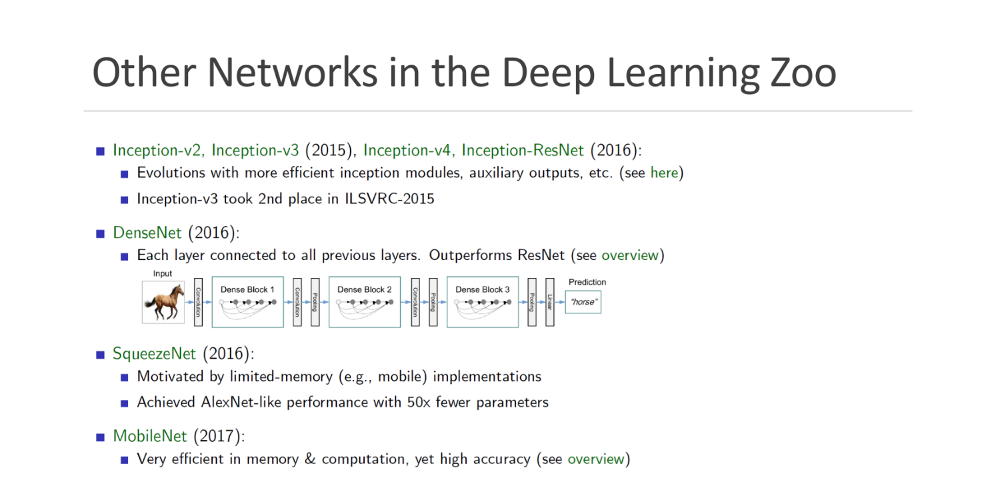 Other Networks in the Deep Learning Zoo
Inception-v2, Inception-v3 (2015), Inception-v4, Inception-ResNet (2016):
Evolutions with more efficient inception modules, auxiliary outputs, etc. (see here)
Inception-v3 took 2nd place in ILSVRC-2015
DenseNet (2016):
Each layer connected to all previous layers. Outperforms ResNet (see overview)
Input
Convolution
Dense Block 1
Convolution
Pooling
Dense Block 2
Convolution
Pooling
Dense Block 3
Pooling
Linear
Prediction
"horse"
SqueezeNet (2016):
Motivated by limited-memory (e.g., mobile) implementations
Achieved AlexNet-like performance with 50x fewer parameters
MobileNet (2017):
Very efficient in memory & computation, yet high accuracy (see overview)